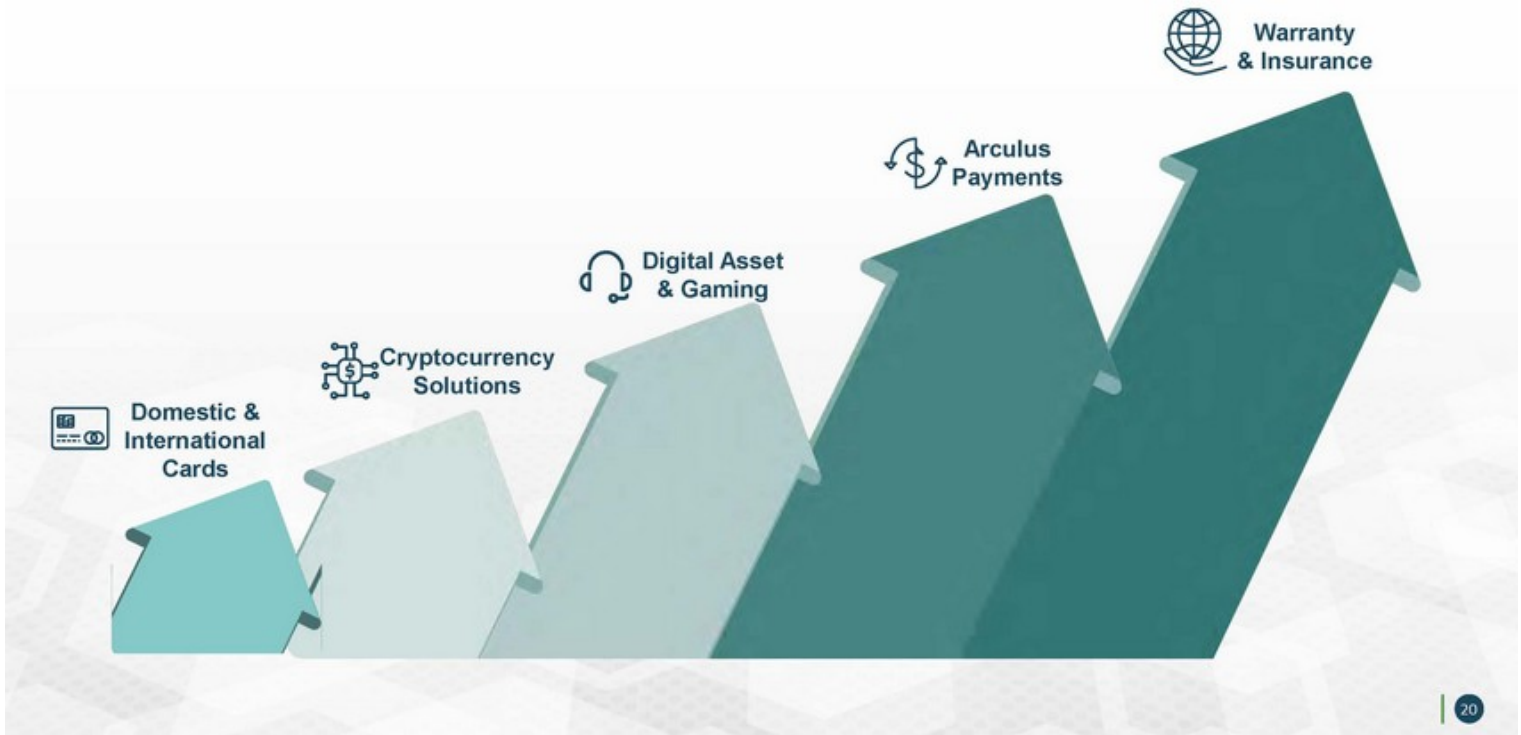 Domestic &
International
Cards
Cryptocurrency
Solutions
Digital Asset
& Gaming
Arculus
Payments
Warranty
& Insurance
20